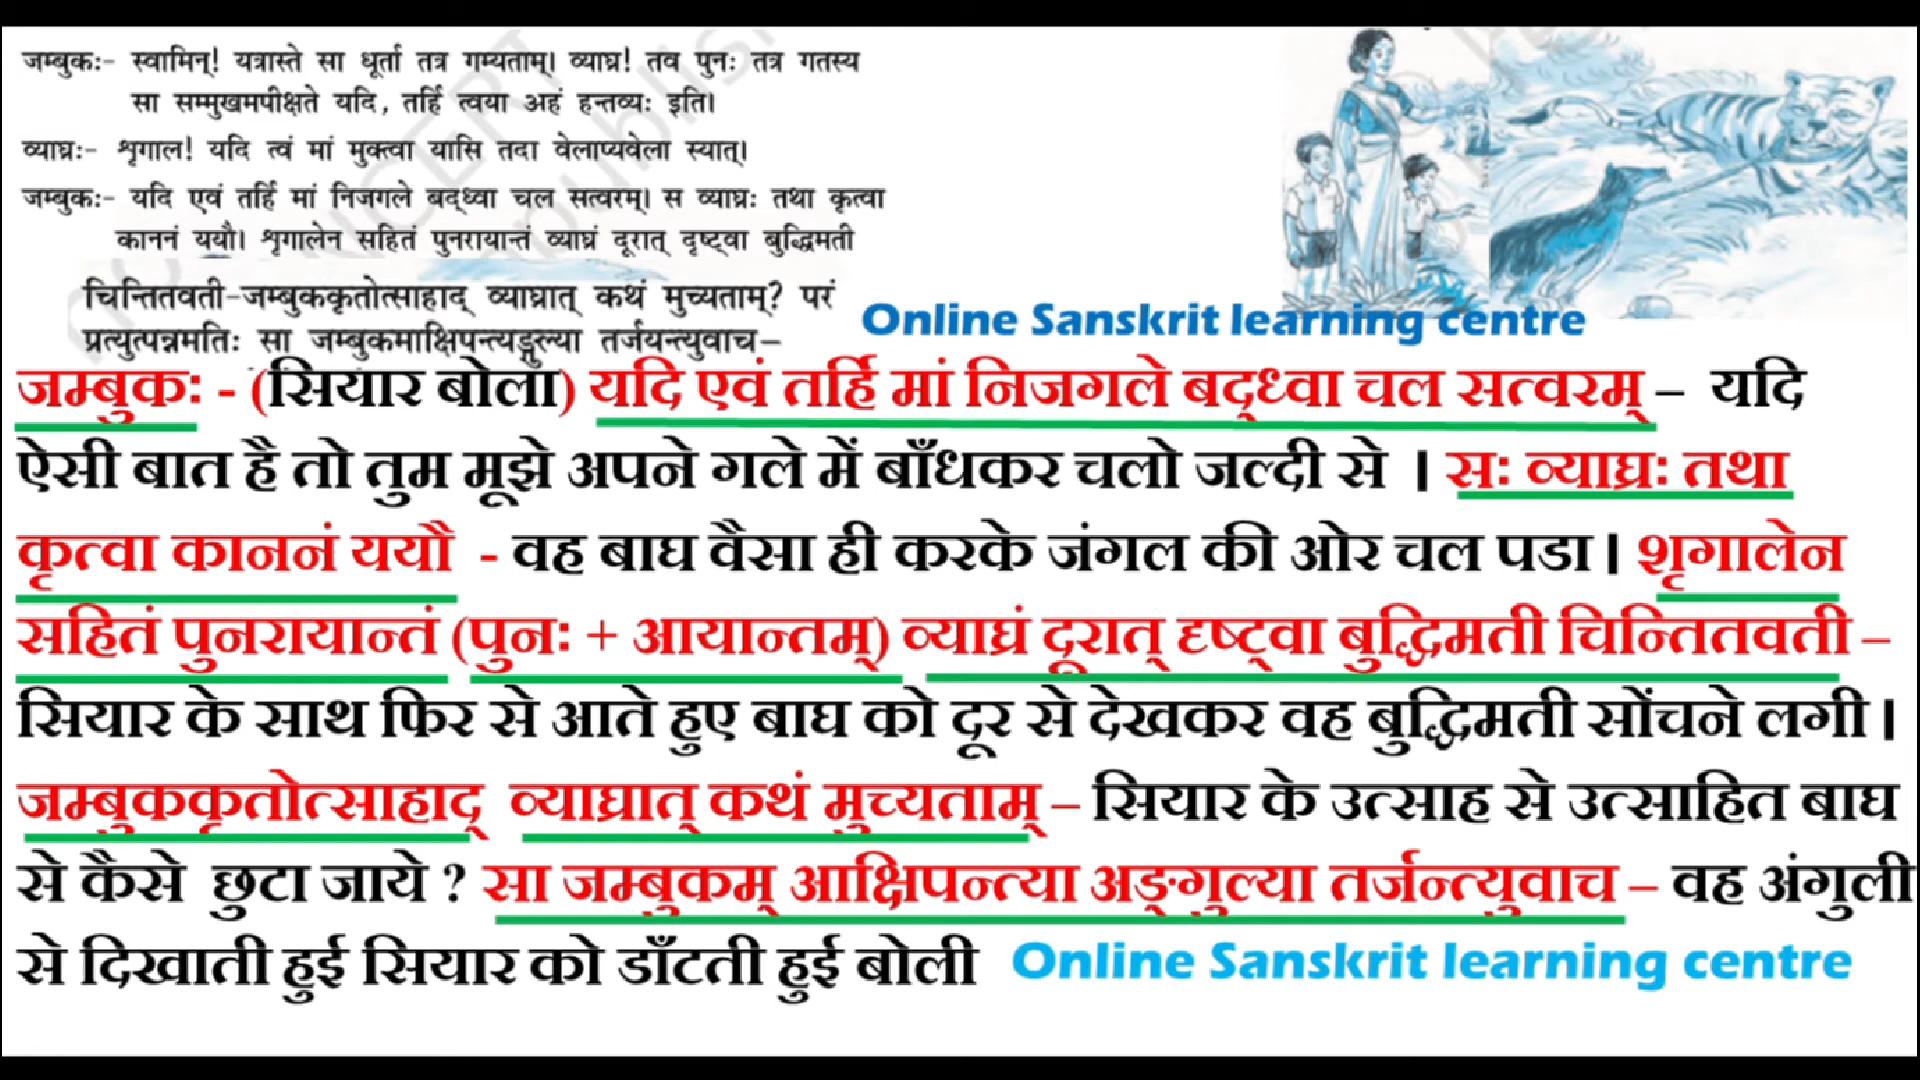 जम्बुकः- स्वामिन्! यत्रास्ते सा धूर्ता तत्र गम्यताम्। व्याघ्र! तव पुनः तत्र गतस्य
सा सम्मुखमपीक्षते यदि, तर्हि त्वया अहं हन्तव्यः इति।
व्याघ्रः- शृगाल! यदि त्वं मां मुक्त्वा यासि तदा वेलाप्यवेला स्यात्।
जम्बुकः- यदि एवं तर्हि मां निजगले बद्ध्वा चल सत्वरम्। स व्याघ्रः तथा कृत्वा
काननं ययौ। शृगालेन सहितं पुनरायान्तं व्याघ्रं दूरात् दृष्ट्वा बुद्धिमती
चिन्तितवती-जम्बुककृतोत्साहाद् व्याघ्रात् कथं मुच्यताम्? परं
प्रत्युत्पन्नमतिः सा जम्बुकमाक्षिपन्त्यङ्गुल्या तर्जयन्त्युवाच–
Online Sanskrit learning centre
जम्बुकः - (सियार बोला) यदि एवं तर्हि मां निजगले बद्ध्वा चल सत्वरम् – यदि
ऐसी बात है तो तुम मूझे अपने गले में बाँधकर चलो जल्दी से । सः व्याघ्रः तथा
कृत्वा काननं ययौ - वह बाघ वैसा ही करके जंगल की ओर चल पडा। शृगालेन
सहितं पुनरायान्तं (पुनः + आयान्तम्) व्याघ्रं दूरात् दृष्ट्वा बुद्धिमती चिन्तितवती –
सियार के साथ फिर से आते हुए बाघ को दूर से देखकर वह बुद्धिमती सोंचने लगी।
जम्बुककृतोत्साहाद् व्याघ्रात् कथं मुच्यताम् – सियार के उत्साह से उत्साहित बाघ
से कैसे छुटा जाये ? सा जम्बुकम् आक्षिपन्त्या अङ्गुल्या तर्जन्त्युवाच – वह अंगुली
से दिखाती हुई सियार को डाँटती हुई बोली
Online Sanskrit learning centre